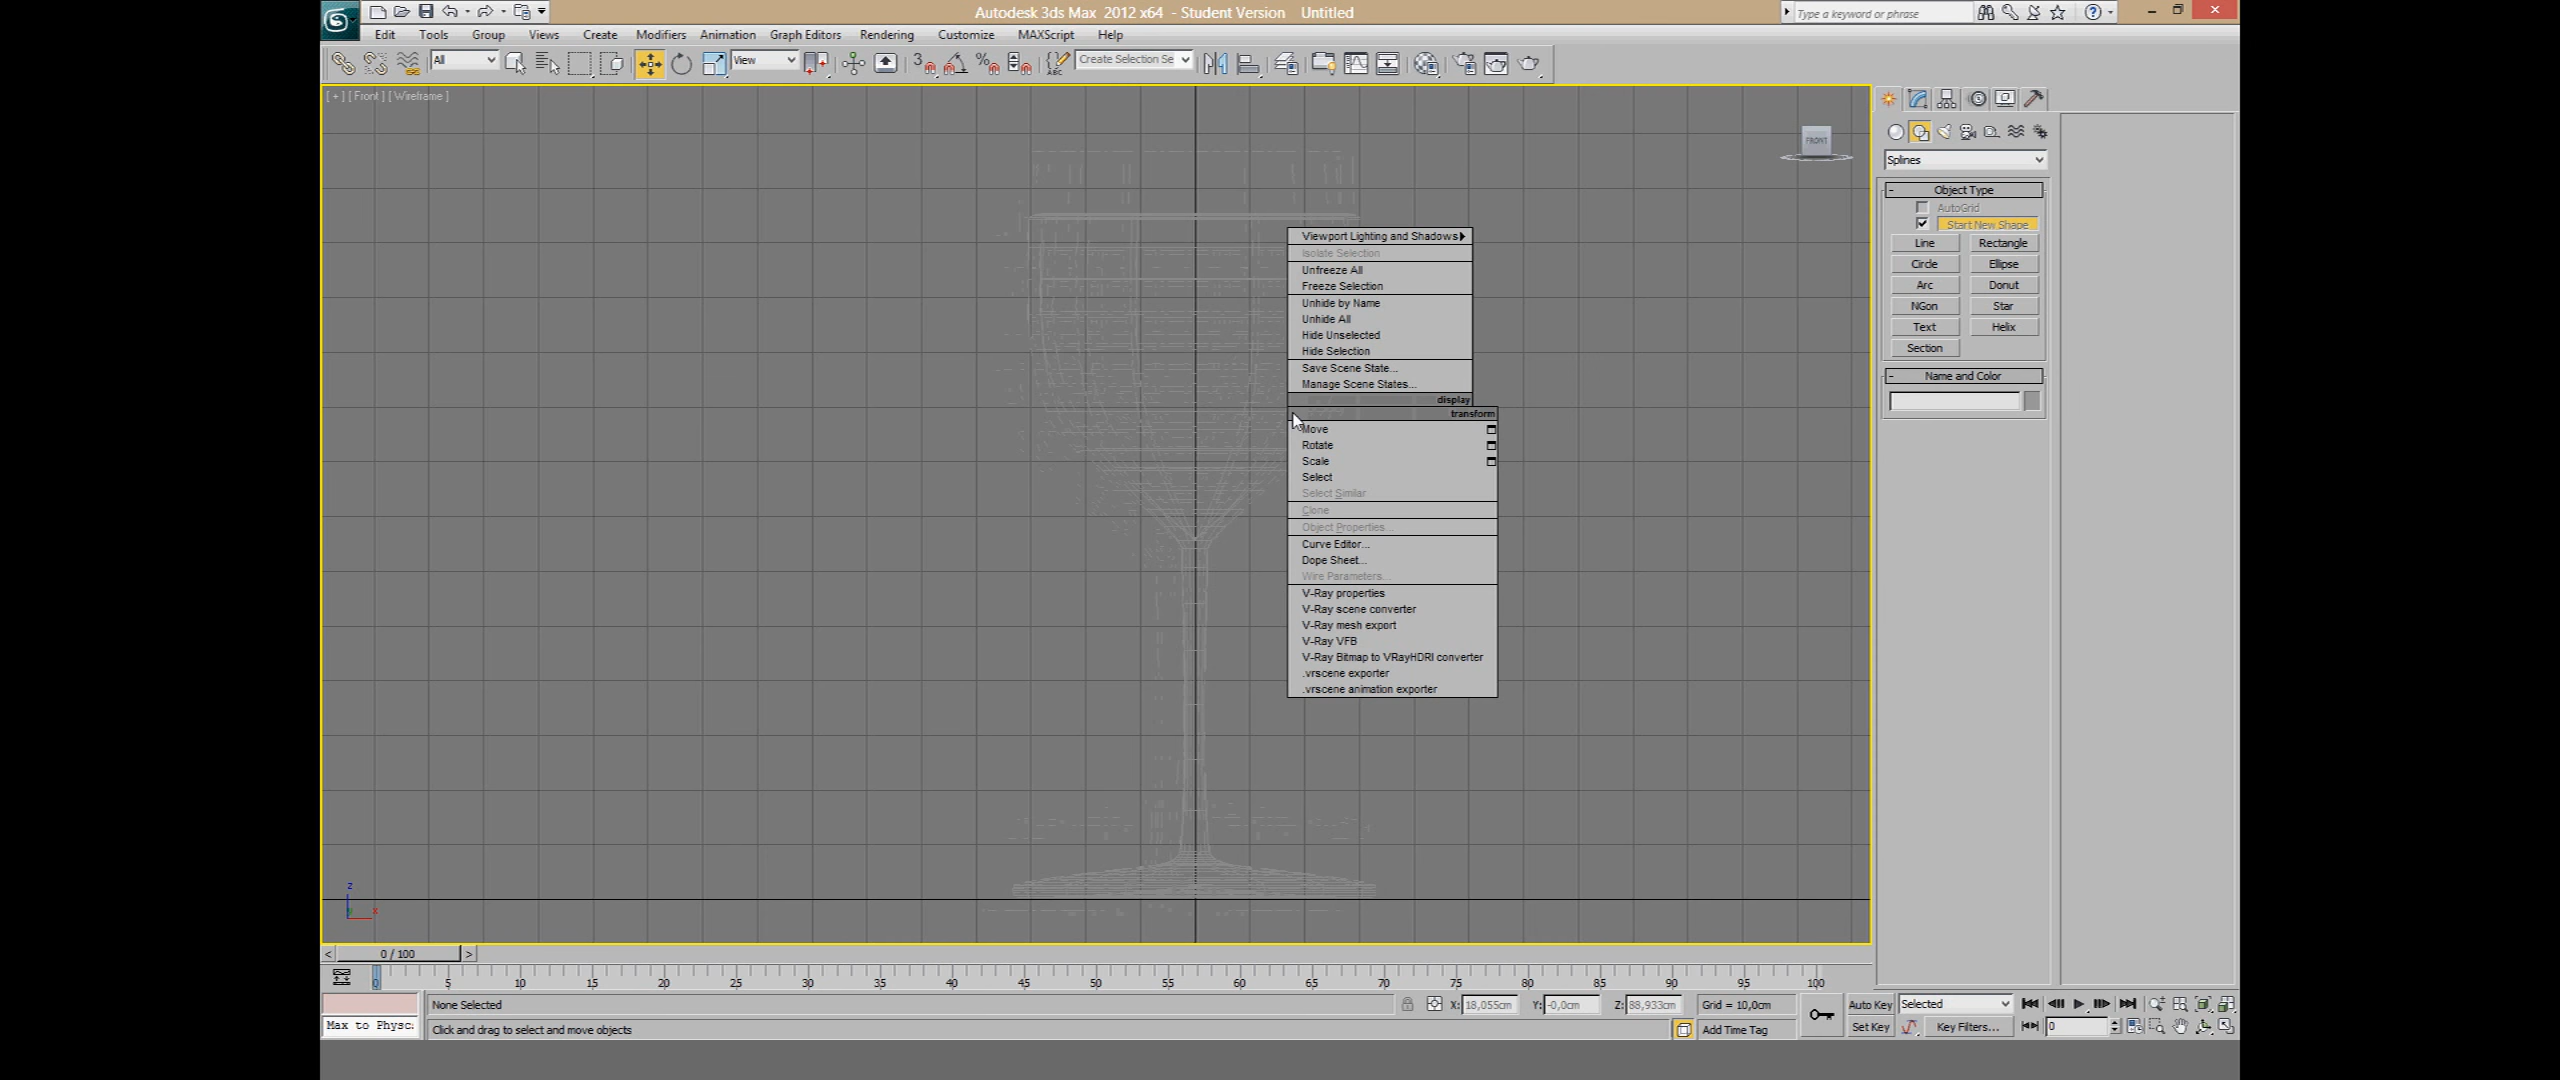 Autodesk 3ds Max 2012 x64 - Student Version Untitled
Type a keyword or phrase
Edit Tools Group Views Create Modifiers Animation Graph Editors Rendering Customize MAXScript Help
All View 3 % ABC Create Selection Se
[ + ] [ Front ] [ Wireframe ]
FRONT
Splines
- Object Type
AutoGrid
Start New Shape
Line Rectangle
Circle Ellipse
Arc Donut
NGon Star
Text Helix
Section
- Name and Color
Viewport Lighting and Shadows
Isolate Selection
Unfreeze All
Freeze Selection
Unhide by Name
Unhide All
Hide Unselected
Hide Selection
Save Scene State...
Manage Scene States...
display
transform
Move
Rotate
Scale
Select
Select Similar
Clone
Object Properties...
Curve Editor...
Dope Sheet...
Wire Parameters...
V-Ray properties
V-Ray scene converter
V-Ray mesh export
V-Ray VFB
V-Ray Bitmap to VRayHDRI converter
.vrscene exporter
.vrscene animation exporter
z
y x
< 0 / 100 >
0 5 10 15 20 25 30 35 40 45 50 55 60 65 70 75 80 85 90 95 100
None Selected X: 18,055cm Y: -0,0cm Z: 88,933cm Grid = 10,0cm Auto Key Selected
Max to Physc: Click and drag to select and move objects Add Time Tag Set Key Key Filters... 0